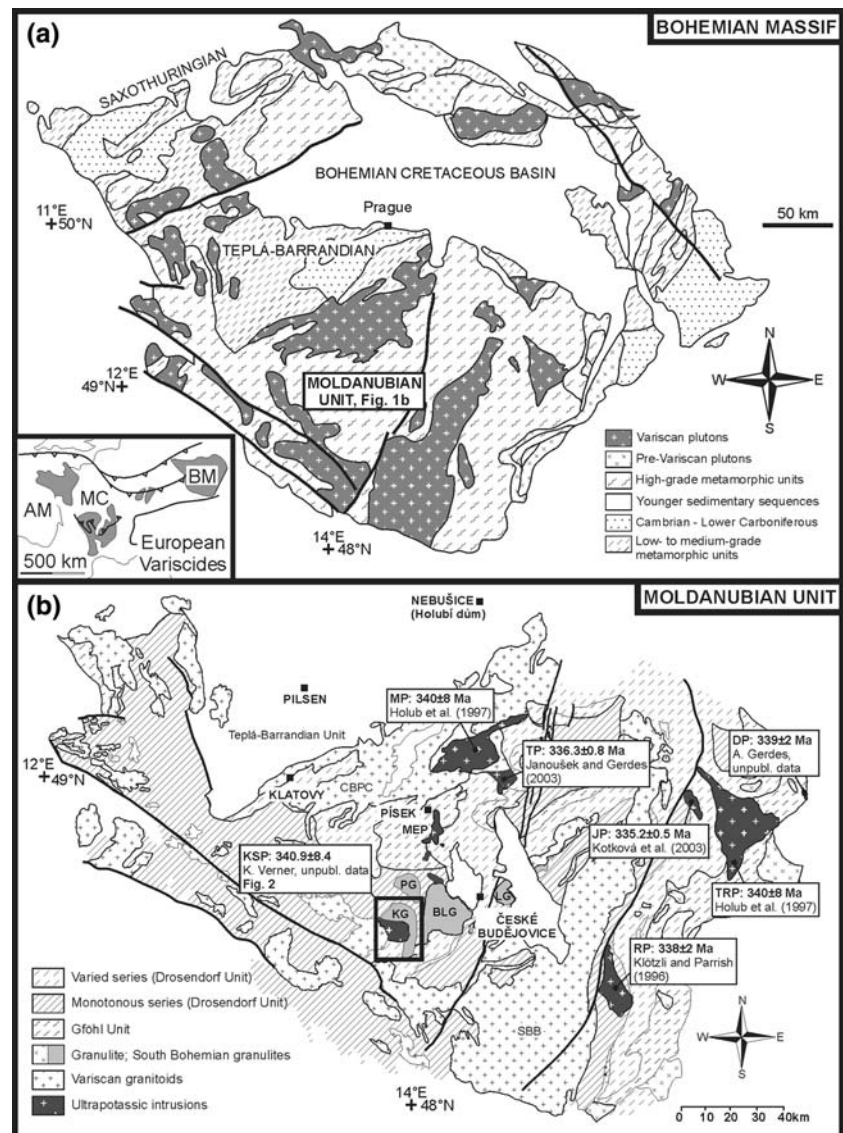 (a)
BOHEMIAN MASSIF
SAXOTHURINGIAN
BOHEMIAN CRETACEOUS BASIN
11°E
+50°N
Prague
50 km
TEPLÁ-BARRANDIAN
12°E
49°N+
MOLDANUBIAN
UNIT, Fig. 1b
N
W E
S
AM
MC
BM
European
Variscides
500 km
14°E
+48°N
Variscan plutons
Pre-Variscan plutons
High-grade metamorphic units
Younger sedimentary sequences
Cambrian - Lower Carboniferous
Low- to medium-grade
metamorphic units
(b)
MOLDANUBIAN UNIT
NEBUŠICE
(Holubí dům)
PILSEN
MP: 340±8 Ma
Holub et al. (1997)
Teplá-Barrandian Unit
TP: 336.3±0.8 Ma
Janoušek and Gerdes
(2003)
DP: 339±2 Ma
A. Gerdes,
unpubl. data
12°E
+49°N
KLATOVY
CBPC
PÍSEK
MEP
JP: 335.2±0.5 Ma
Kotková et al. (2003)
KSP: 340.9±8.4
K. Verner, unpubl. data
Fig. 2
PG
KG
BLG
LG
ČESKÉ
BUDĚJOVICE
TRP: 340±8 Ma
Holub et al.
(1997)
RP: 338±2 Ma
Klötzli and Parrish
(1996)
SBB
Varied series (Drosendorf Unit)
Monotonous series (Drosendorf Unit)
Gföhl Unit
Granulite; South Bohemian granulites
Variscan granitoids
Ultrapotassic intrusions
N
W E
S
14°E
+48°N
0 10 20 30 40km